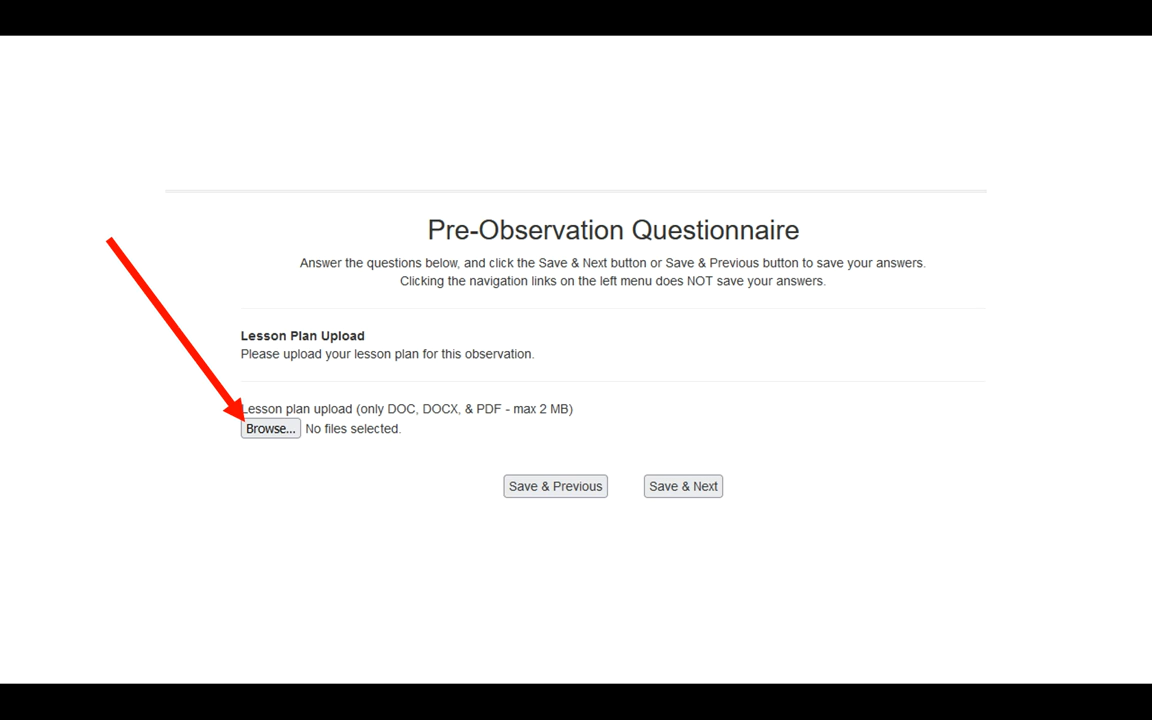 Pre-Observation Questionnaire
Answer the questions below, and click the Save & Next button or Save & Previous button to save your answers.
Clicking the navigation links on the left menu does NOT save your answers.
Lesson Plan Upload
Please upload your lesson plan for this observation.
Lesson plan upload (only DOC, DOCX, & PDF - max 2 MB)
Browse... No files selected.
Save & Previous Save & Next